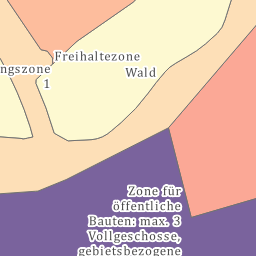 Freihaltezone
ngszone
1
Wald
Zone für
öffentliche
Bauten: max. 3
Vollgeschosse,
gebietsbezogene